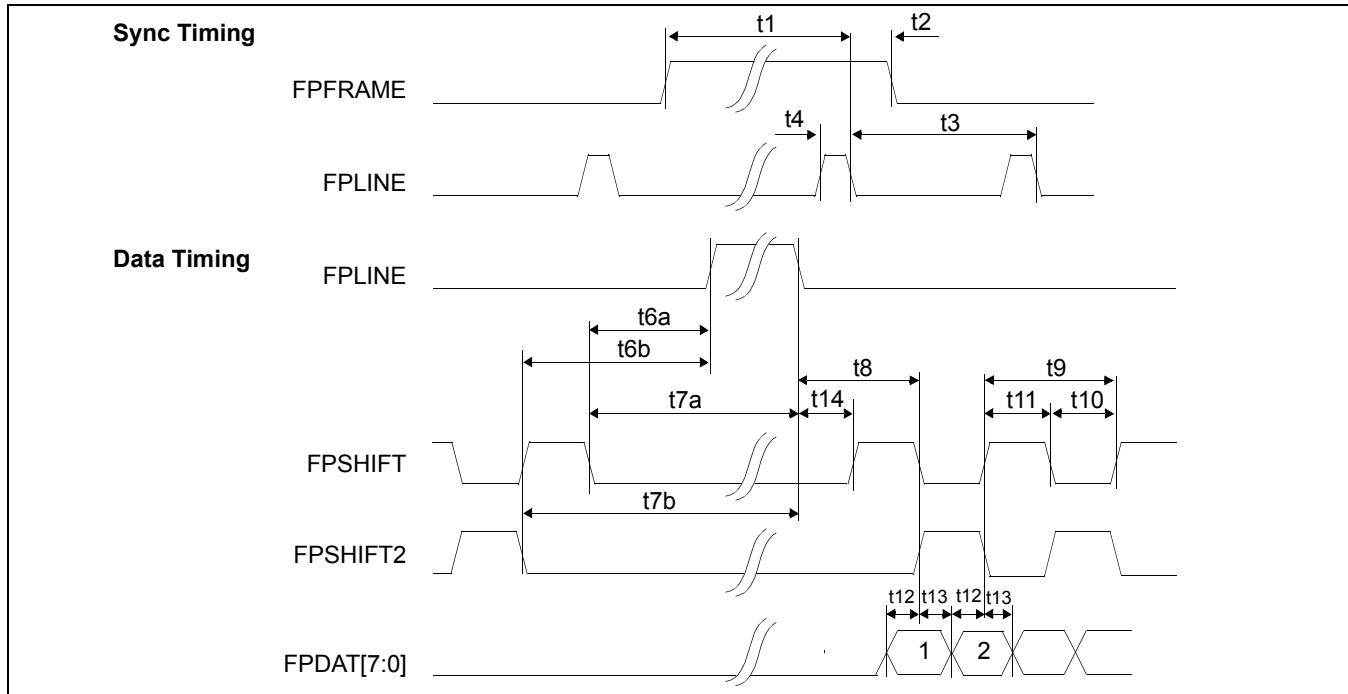 Sync Timing
t1
t2
FPFRAME
t4
t3
FPLINE
Data Timing
FPLINE
t6a
t6b
t8
t9
t7a
t14
t11
t10
FPSHIFT
t7b
FPSHIFT2
t12
t13
t12
t13
FPDAT[7:0]
1
2